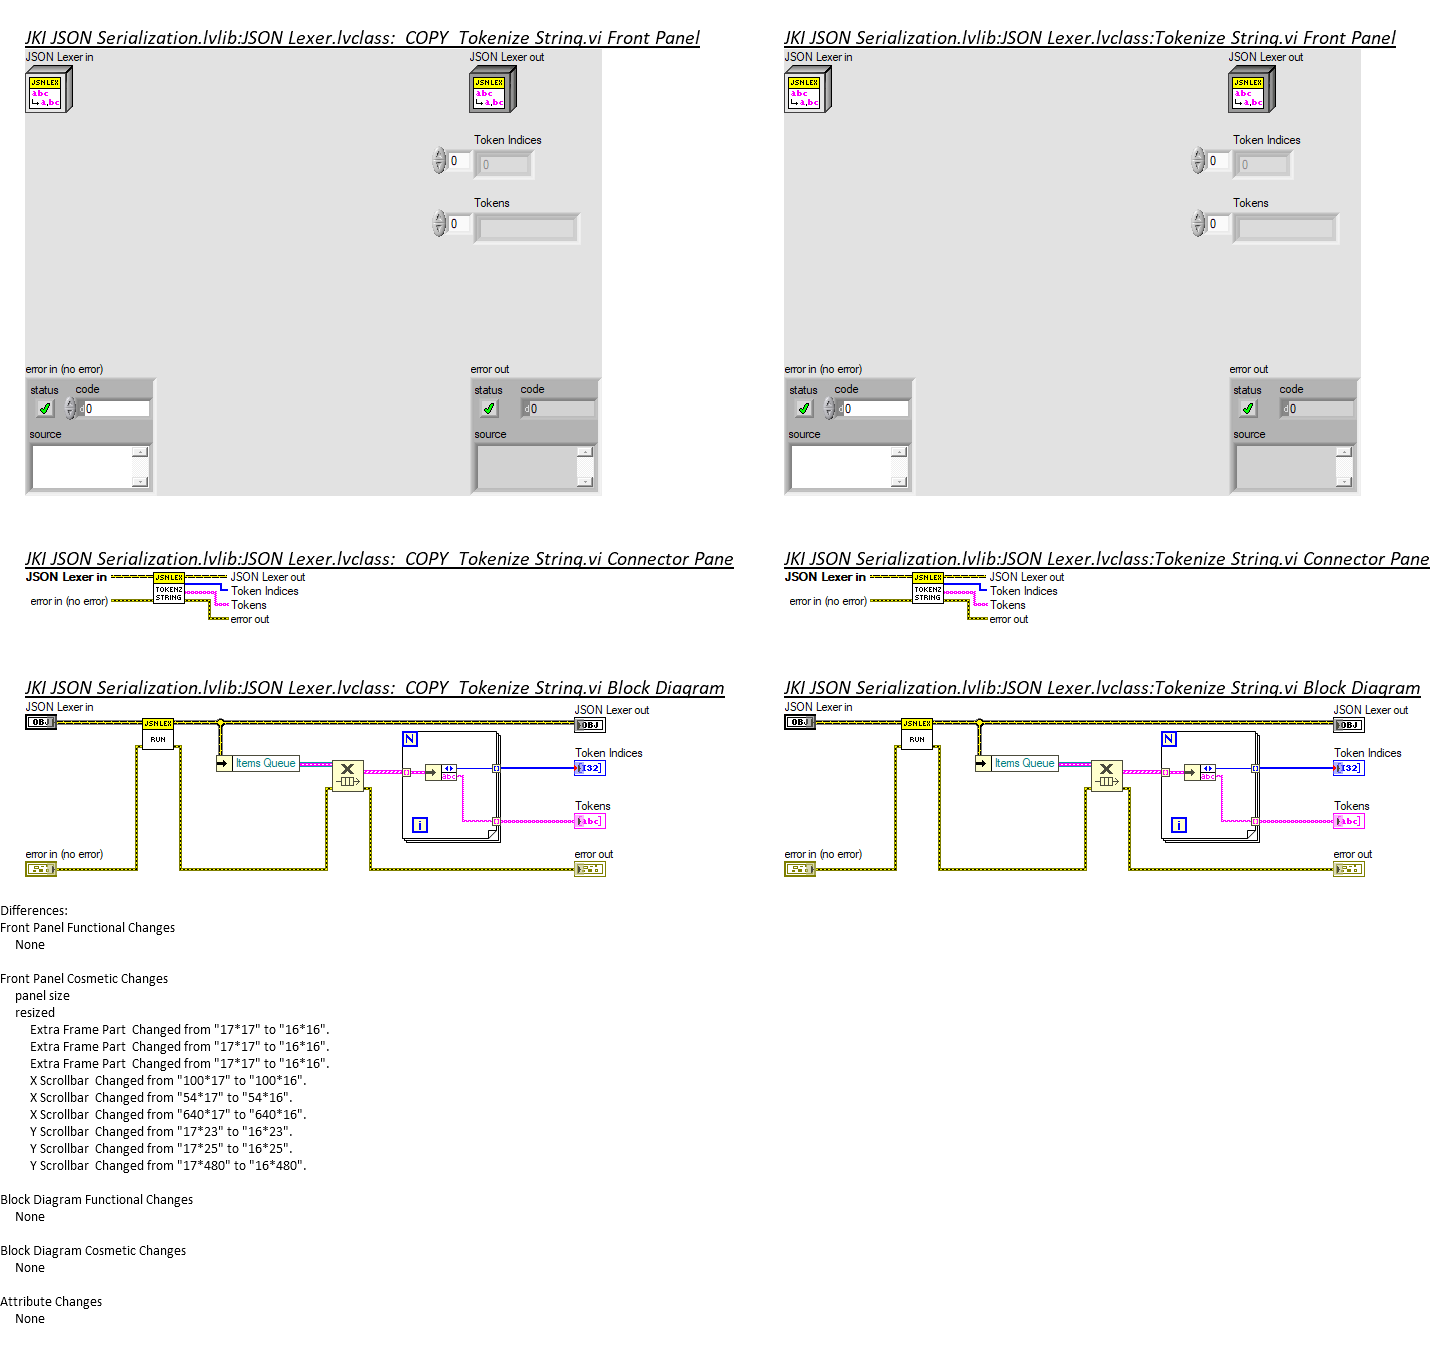 JKI JSON Serialization.lvlib:JSON Lexer.lvclass:  COPY  Tokenize String.vi Front Panel
JSON Lexer in
JSON Lexer out
JSNLEX
abc
a,bc
JSNLEX
abc
a,bc
Token Indices
0
0
Tokens
0
error in (no error)
error out
status
code
d0
status
code
d0
source
source
JKI JSON Serialization.lvlib:JSON Lexer.lvclass:Tokenize String.vi Front Panel
JSON Lexer in
JSON Lexer out
JSNLEX
abc
a,bc
JSNLEX
abc
a,bc
Token Indices
0
0
Tokens
0
error in (no error)
error out
status
code
d0
status
code
d0
source
source
JKI JSON Serialization.lvlib:JSON Lexer.lvclass:  COPY  Tokenize String.vi Connector Pane
JSON Lexer in
JSNLEX
TOKENZ
STRING
JSON Lexer out
Token Indices
error in (no error)
Tokens
error out
JKI JSON Serialization.lvlib:JSON Lexer.lvclass:Tokenize String.vi Connector Pane
JSON Lexer in
JSNLEX
TOKENZ
STRING
JSON Lexer out
Token Indices
error in (no error)
Tokens
error out
JKI JSON Serialization.lvlib:JSON Lexer.lvclass:  COPY  Tokenize String.vi Block Diagram
JSON Lexer in
JSON Lexer out
OBJ
JSNLEX
RUN
OBJ
N
Token Indices
Items Queue
abc
I32
Tokens
i
abc
error in (no error)
error out
JKI JSON Serialization.lvlib:JSON Lexer.lvclass:Tokenize String.vi Block Diagram
JSON Lexer in
JSON Lexer out
OBJ
JSNLEX
RUN
OBJ
N
Token Indices
Items Queue
abc
I32
Tokens
i
abc
error in (no error)
error out
Differences:
Front Panel Functional Changes
None
Front Panel Cosmetic Changes
panel size
resized
Extra Frame Part  Changed from "17*17" to "16*16".
Extra Frame Part  Changed from "17*17" to "16*16".
Extra Frame Part  Changed from "17*17" to "16*16".
X Scrollbar  Changed from "100*17" to "100*16".
X Scrollbar  Changed from "54*17" to "54*16".
X Scrollbar  Changed from "640*17" to "640*16".
Y Scrollbar  Changed from "17*23" to "16*23".
Y Scrollbar  Changed from "17*25" to "16*25".
Y Scrollbar  Changed from "17*480" to "16*480".
Block Diagram Functional Changes
None
Block Diagram Cosmetic Changes
None
Attribute Changes
None